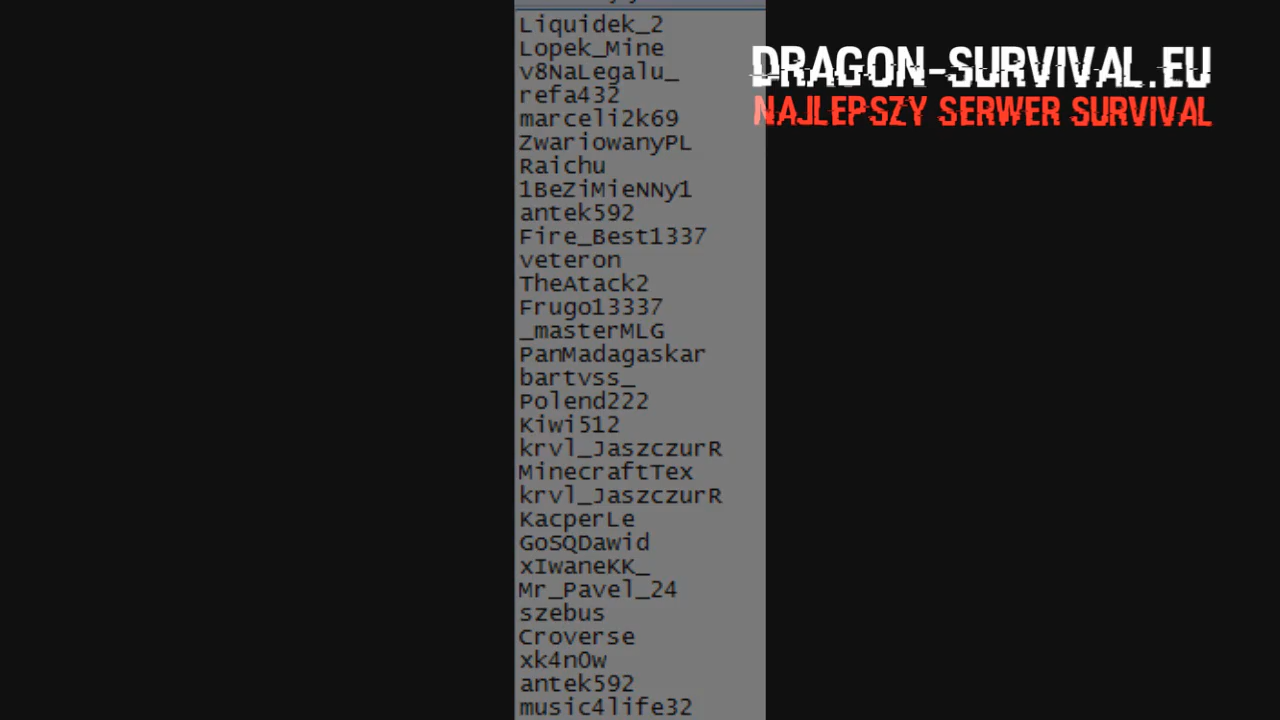 Liquidek_2
Lopek_Mine
v8NaLegalu_
refa432
marceli2k69
ZwariowanyPL
Raichu
1BeZiMieNNy1
antek592
Fire_Best1337
veteron
TheAtack2
Frugo13337
_masterMLG
PanMadagaskar
bartvss_
Polend222
Kiwi512
krvl_JaszczurR
MinecraftTex
krvl_JaszczurR
KacperLe
GoSQDawid
xIwaneKK_
Mr_Pavel_24
szebus
Croverse
xk4n0w
antek592
music4life32
DRAGON-SURVIVAL.EU
NAJLEPSZY SERWER SURVIVAL